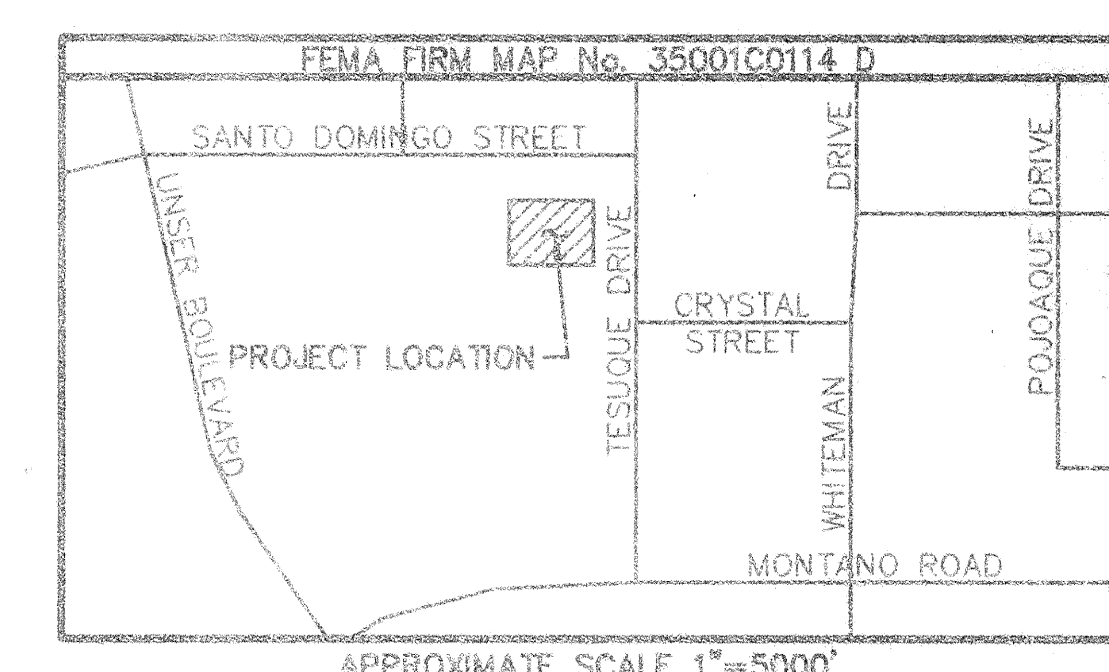 FEMA FIRM MAP No. 35001C0114 D
SANTO DOMINGO STREET
UNSER BOULEVARD
PROJECT LOCATION
TESUQUE DRIVE
CRYSTAL
STREET
WHITEMAN DRIVE
POJOAQUE DRIVE
MONTANO ROAD
APPROXIMATE SCALE 1"=5000'